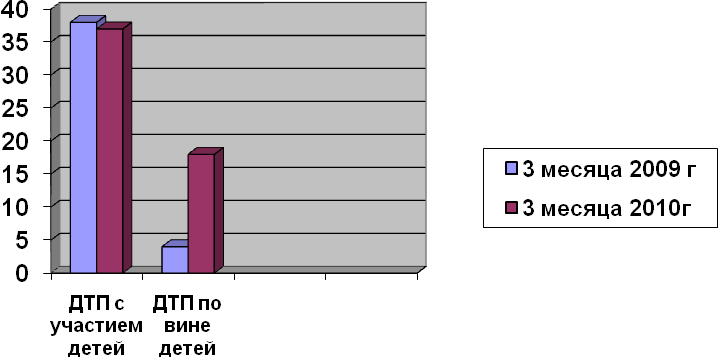 40
35
30
25
20
15
10
5
0
ДТП с
участием
детей
ДТП по
вине
детей
3 месяца 2009 г
3 месяца 2010г